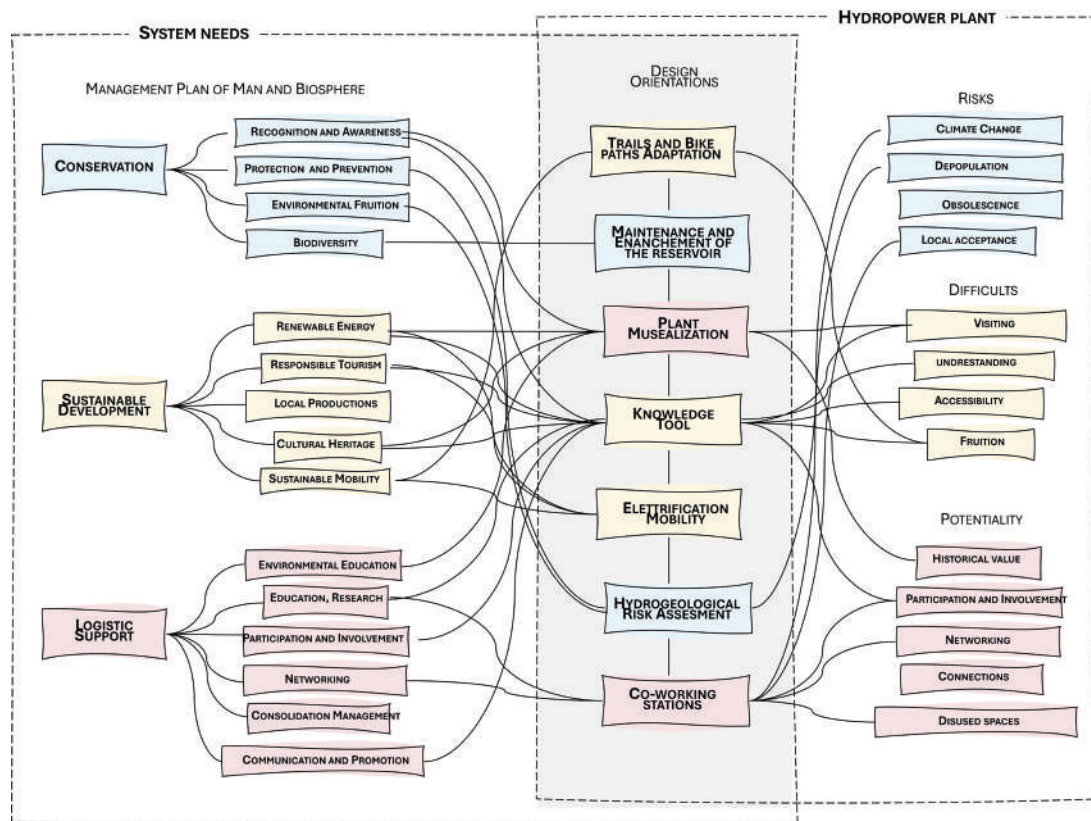 SYSTEM NEEDS
HYDROPOWER PLANT
MANAGEMENT PLAN OF MAN AND BIOSPHERE
CONSERVATION
RECOGNITION AND AWARENESS
PROTECTION AND PREVENTION
ENVIRONMENTAL FRUITION
BIODIVERSITY
SUSTAINABLE
DEVELOPMENT
RENEWABLE ENERGY
RESPONSIBLE TOURISM
LOCAL PRODUCTIONS
CULTURAL HERITAGE
SUSTAINABLE MOBILITY
LOGISTIC
SUPPORT
ENVIRONMENTAL EDUCATION
EDUCATION, RESEARCH
PARTICIPATION AND INVOLVEMENT
NETWORKING
CONSOLIDATION MANAGEMENT
COMMUNICATION AND PROMOTION
DESIGN
ORIENTATIONS
TRAILS AND BIKE
PATHS ADAPTATION
MAINTENANCE AND
ENANCHEMENT OF
THE RESERVOIR
PLANT
MUSEALIZATION
KNOWLEDGE
TOOL
ELETTRIFICATION
MOBILITY
HYDROGEOLOGICAL
RISK ASSESMENT
CO-WORKING
STATIONS
RISKS
CLIMATE CHANGE
DEPOPULATION
OBSOLESCENCE
LOCAL ACCEPTANCE
DIFFICULTS
VISITING
UNDRESTANDING
ACCESSIBILITY
FRUITION
POTENTIALITY
HISTORICAL VALUE
PARTICIPATION AND INVOLVEMENT
NETWORKING
CONNECTIONS
DISUSED SPACES